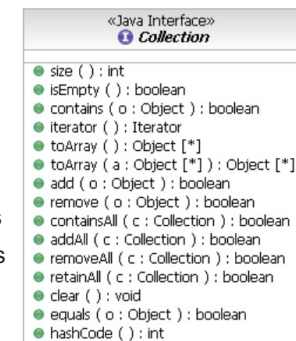 «Java Interface»
Collection
size ( ) : int
isEmpty ( ) : boolean
contains ( o : Object ) : boolean
iterator ( ) : Iterator
toArray ( ) : Object [*]
toArray ( a : Object [*] ) : Object [*]
add ( o : Object ) : boolean
remove ( o : Object ) : boolean
containsAll ( c : Collection ) : boolean
addAll ( c : Collection ) : boolean
removeAll ( c : Collection ) : boolean
retainAll ( c : Collection ) : boolean
clear ( ) : void
equals ( o : Object ) : boolean
hashCode ( ) : int